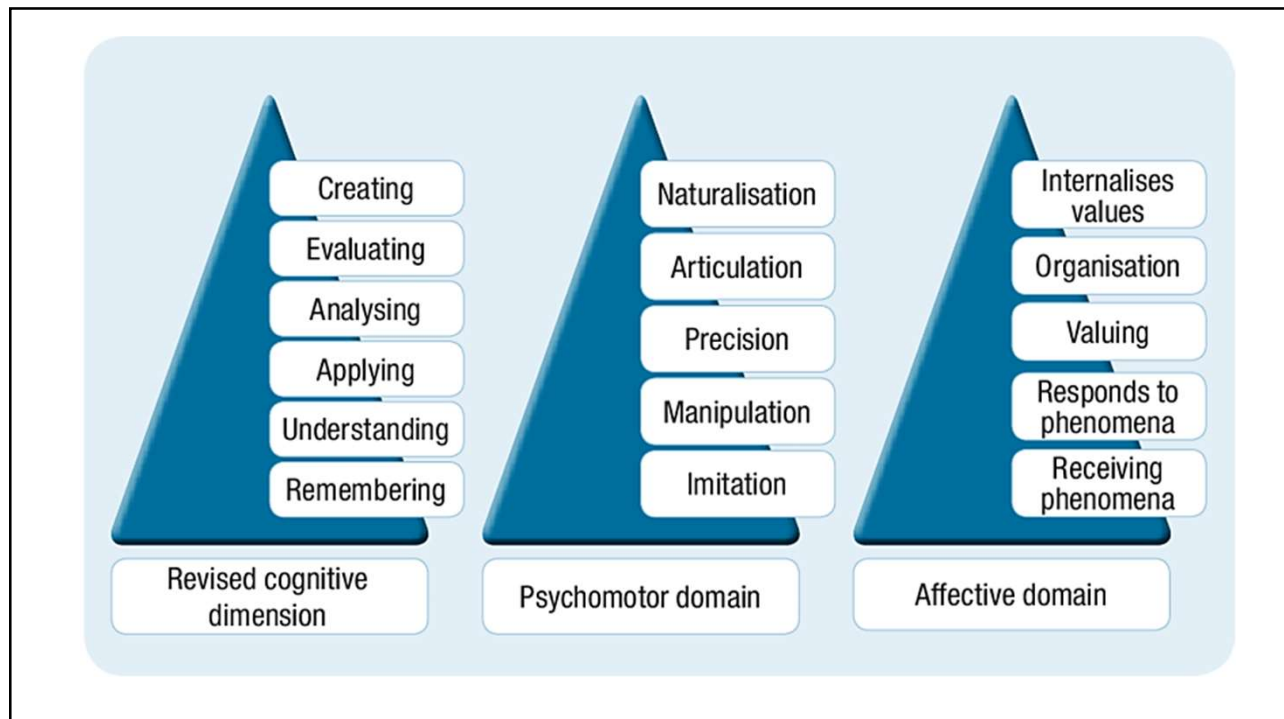 Creating
Evaluating
Analysing
Applying
Understanding
Remembering
Revised cognitive
dimension
Naturalisation
Articulation
Precision
Manipulation
Imitation
Psychomotor domain
Internalises
values
Organisation
Valuing
Responds to
phenomena
Receiving
phenomena
Affective domain